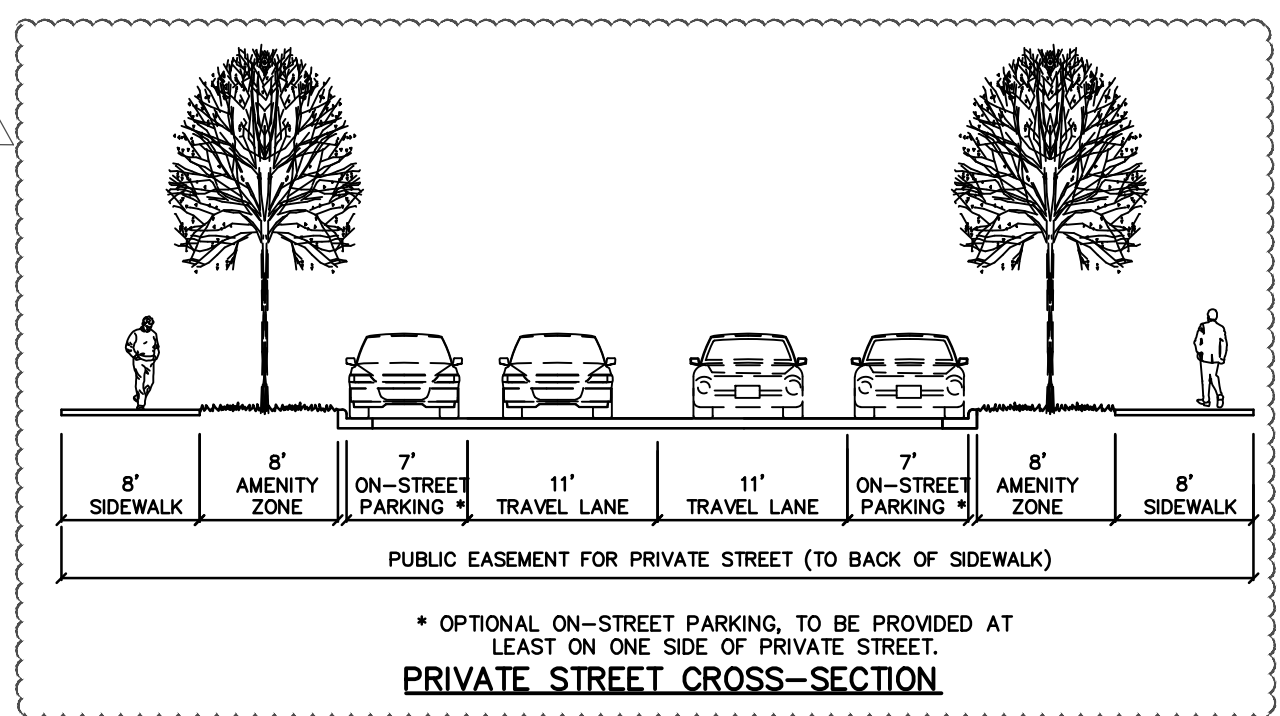 8'
SIDEWALK
8'
AMENITY
ZONE
7'
ON-STREET
PARKING *
11'
TRAVEL LANE
11'
TRAVEL LANE
7'
ON-STREET
PARKING *
8'
AMENITY
ZONE
8'
SIDEWALK
PUBLIC EASEMENT FOR PRIVATE STREET (TO BACK OF SIDEWALK)
* OPTIONAL ON-STREET PARKING, TO BE PROVIDED AT
LEAST ON ONE SIDE OF PRIVATE STREET.
PRIVATE STREET CROSS-SECTION